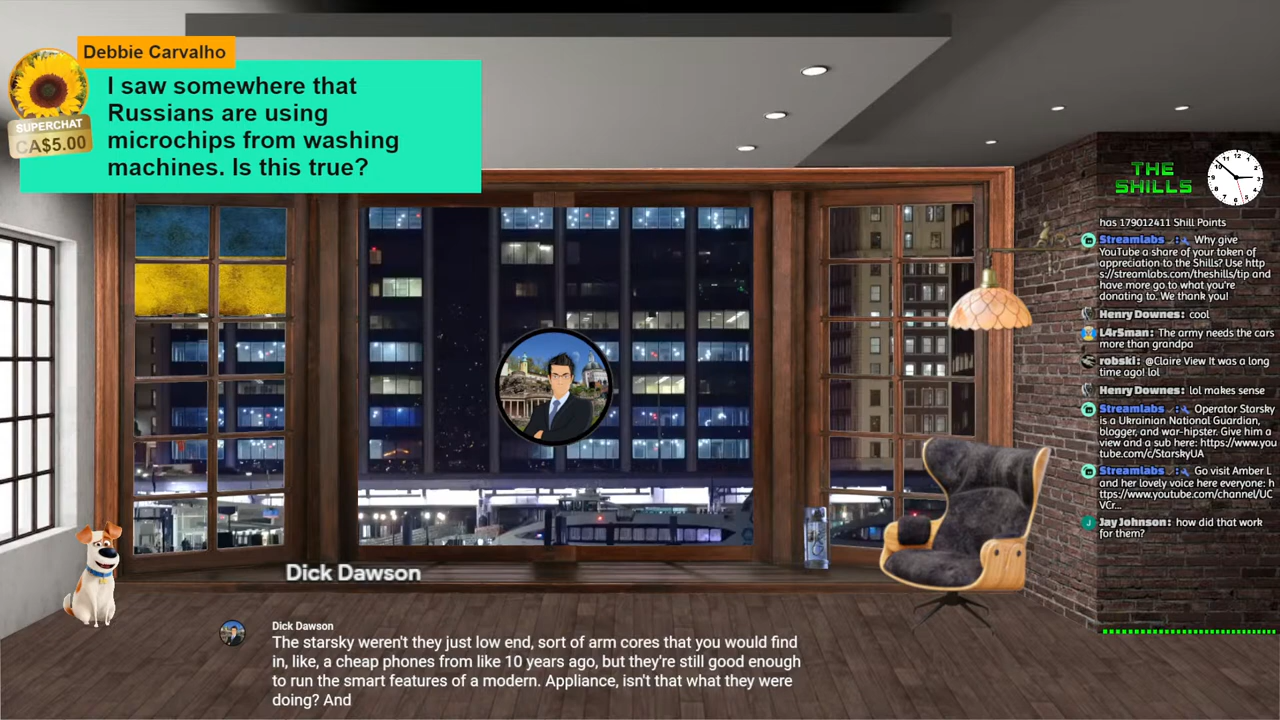 Debbie Carvalho
SUPERCHAT
CA$5.00
I saw somewhere that
Russians are using
microchips from washing
machines. Is this true?
THE
SHILLS
has 179012411 Shill Points
Streamlabs : Why give
YouTube a share of your token of
appreciation to the Shills? Use http
s://streamlabs.com/theshills/tip and
have more go to what you're
donating to. We thank you!
Henry Downes: cool
L4rSman: The army needs the cars
more than grandpa
robski: @Claire View It was a long
time ago! lol
Henry Downes: lol makes sense
Streamlabs : Operator Starsky
is a Ukrainian National Guardian,
blogger, and war-hipster. Give him a
view and a sub here: https://www.you
tube.com/c/StarskyUA
Streamlabs : Go visit Amber L
and her lovely voice here everyone: h
ttps://www.youtube.com/channel/UC
VCr...
Jay Johnson: how did that work
for them?
Dick Dawson
Dick Dawson
The starsky weren't they just low end, sort of arm cores that you would find
in, like, a cheap phones from like 10 years ago, but they're still good enough
to run the smart features of a modern. Appliance, isn't that what they were
doing? And